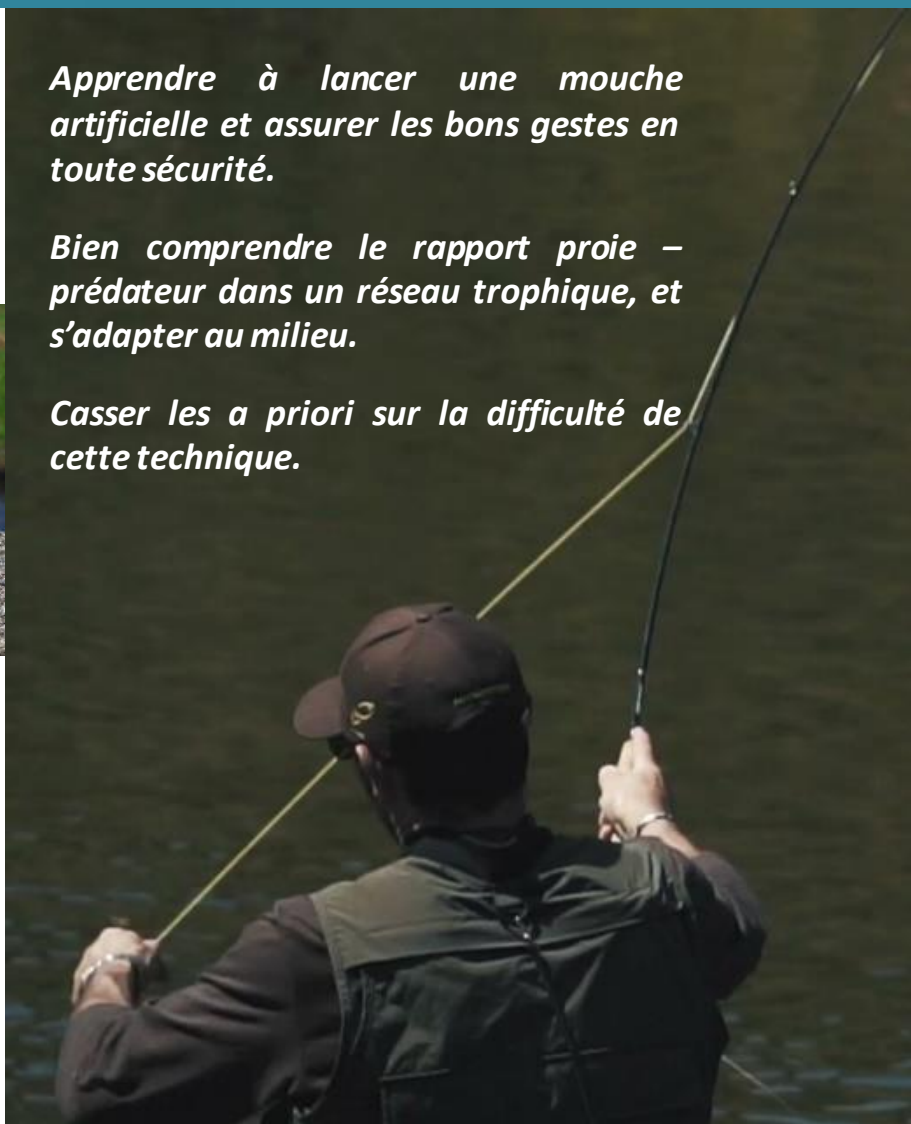 Apprendre à lancer une mouche
artificielle et assurer les bons gestes en
toute sécurité.
Bien comprendre le rapport proie –
prédateur dans un réseau trophique, et
s’adapter au milieu.
Casser les a priori sur la difficulté de
cette technique.